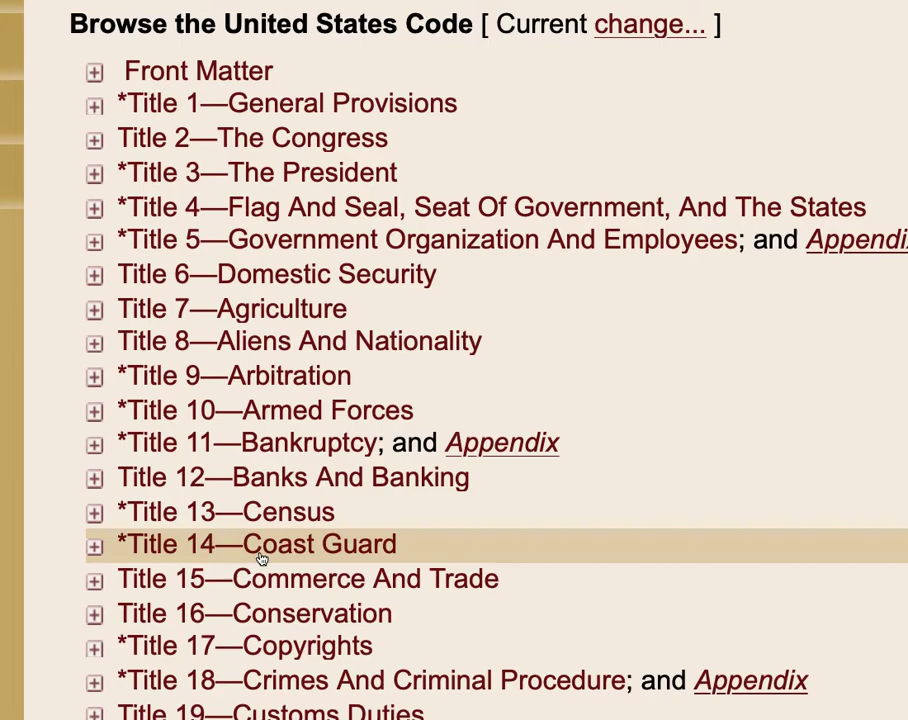 Browse the United States Code [ Current change... ]
Front Matter
*Title 1—General Provisions
Title 2—The Congress
*Title 3—The President
*Title 4—Flag And Seal, Seat Of Government, And The States
*Title 5—Government Organization And Employees; and Appendi
Title 6—Domestic Security
Title 7—Agriculture
Title 8—Aliens And Nationality
*Title 9—Arbitration
*Title 10—Armed Forces
*Title 11—Bankruptcy; and Appendix
Title 12—Banks And Banking
*Title 13—Census
*Title 14—Coast Guard
Title 15—Commerce And Trade
Title 16—Conservation
*Title 17—Copyrights
*Title 18—Crimes And Criminal Procedure; and Appendix
Title 19—Customs Duties